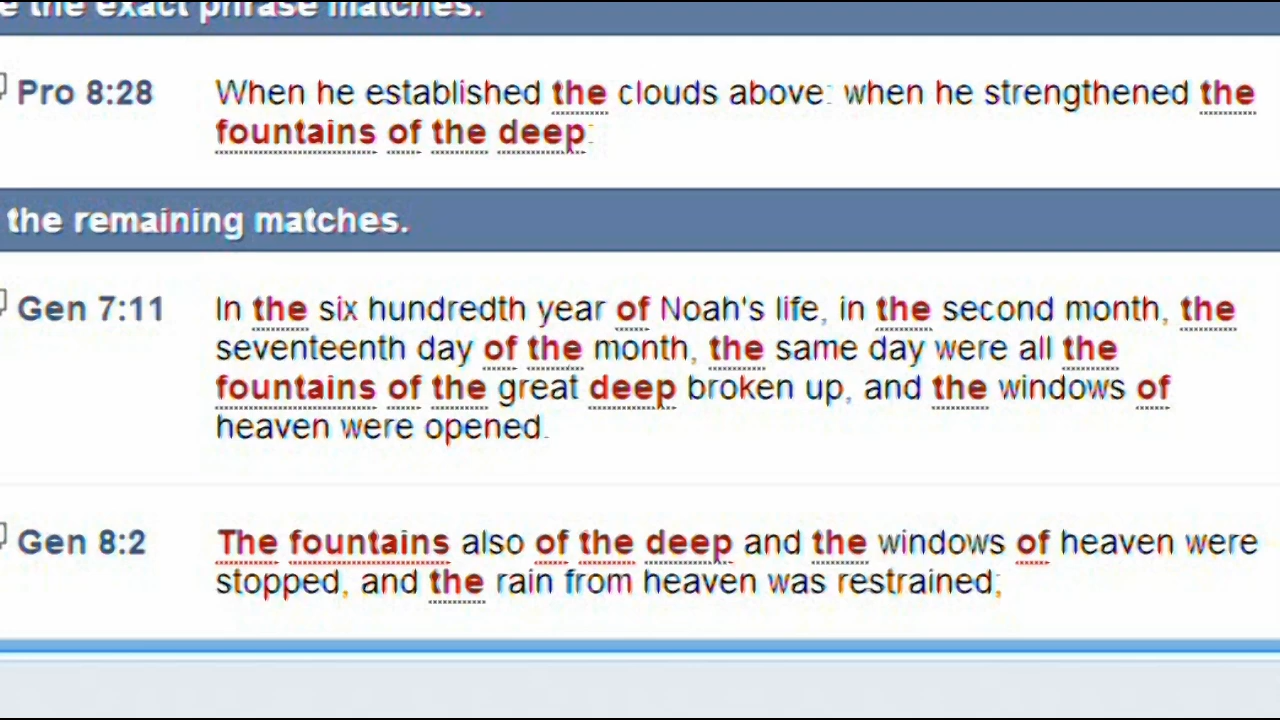 e the exact phrase matches.
Pro 8:28 When he established the clouds above: when he strengthened the
fountains of the deep:
the remaining matches.
Gen 7:11 In the six hundredth year of Noah's life, in the second month, the
seventeenth day of the month, the same day were all the
fountains of the great deep broken up, and the windows of
heaven were opened.
Gen 8:2 The fountains also of the deep and the windows of heaven were
stopped, and the rain from heaven was restrained;